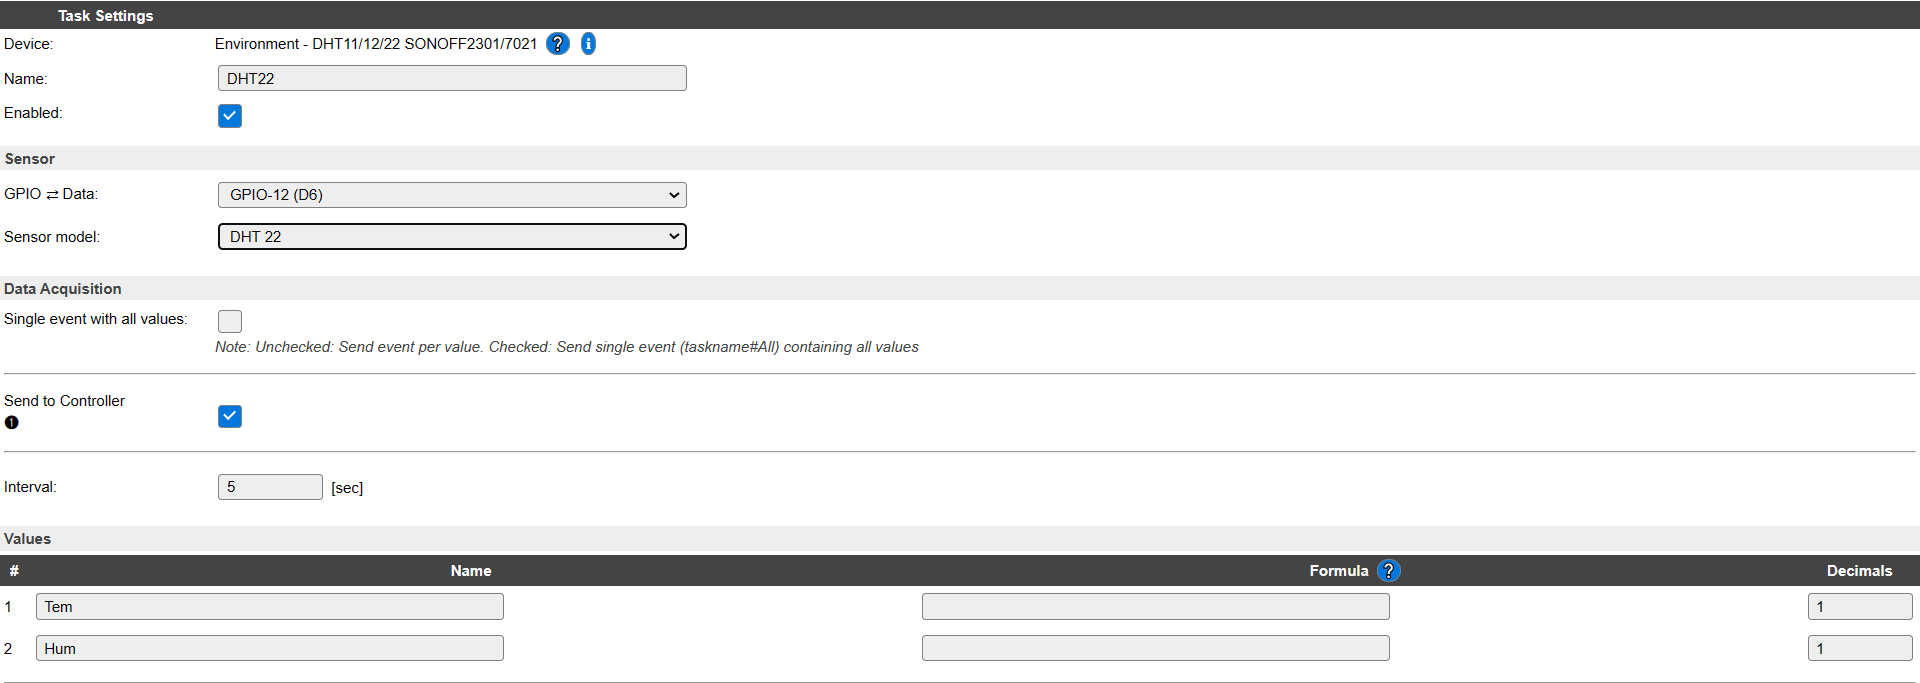 Task Settings
Device: Environment - DHT11/12/22 SONOFF2301/7021 ? i
Name: DHT22
Enabled:
Sensor
GPIO ⇄ Data: GPIO-12 (D6)
Sensor model: DHT 22
Data Acquisition
Single event with all values:
Note: Unchecked: Send event per value. Checked: Send single event (taskname#All) containing all values
Send to Controller
❶
Interval: 5 [sec]
Values
# Name Formula ? Decimals
1 Tem 1
2 Hum 1